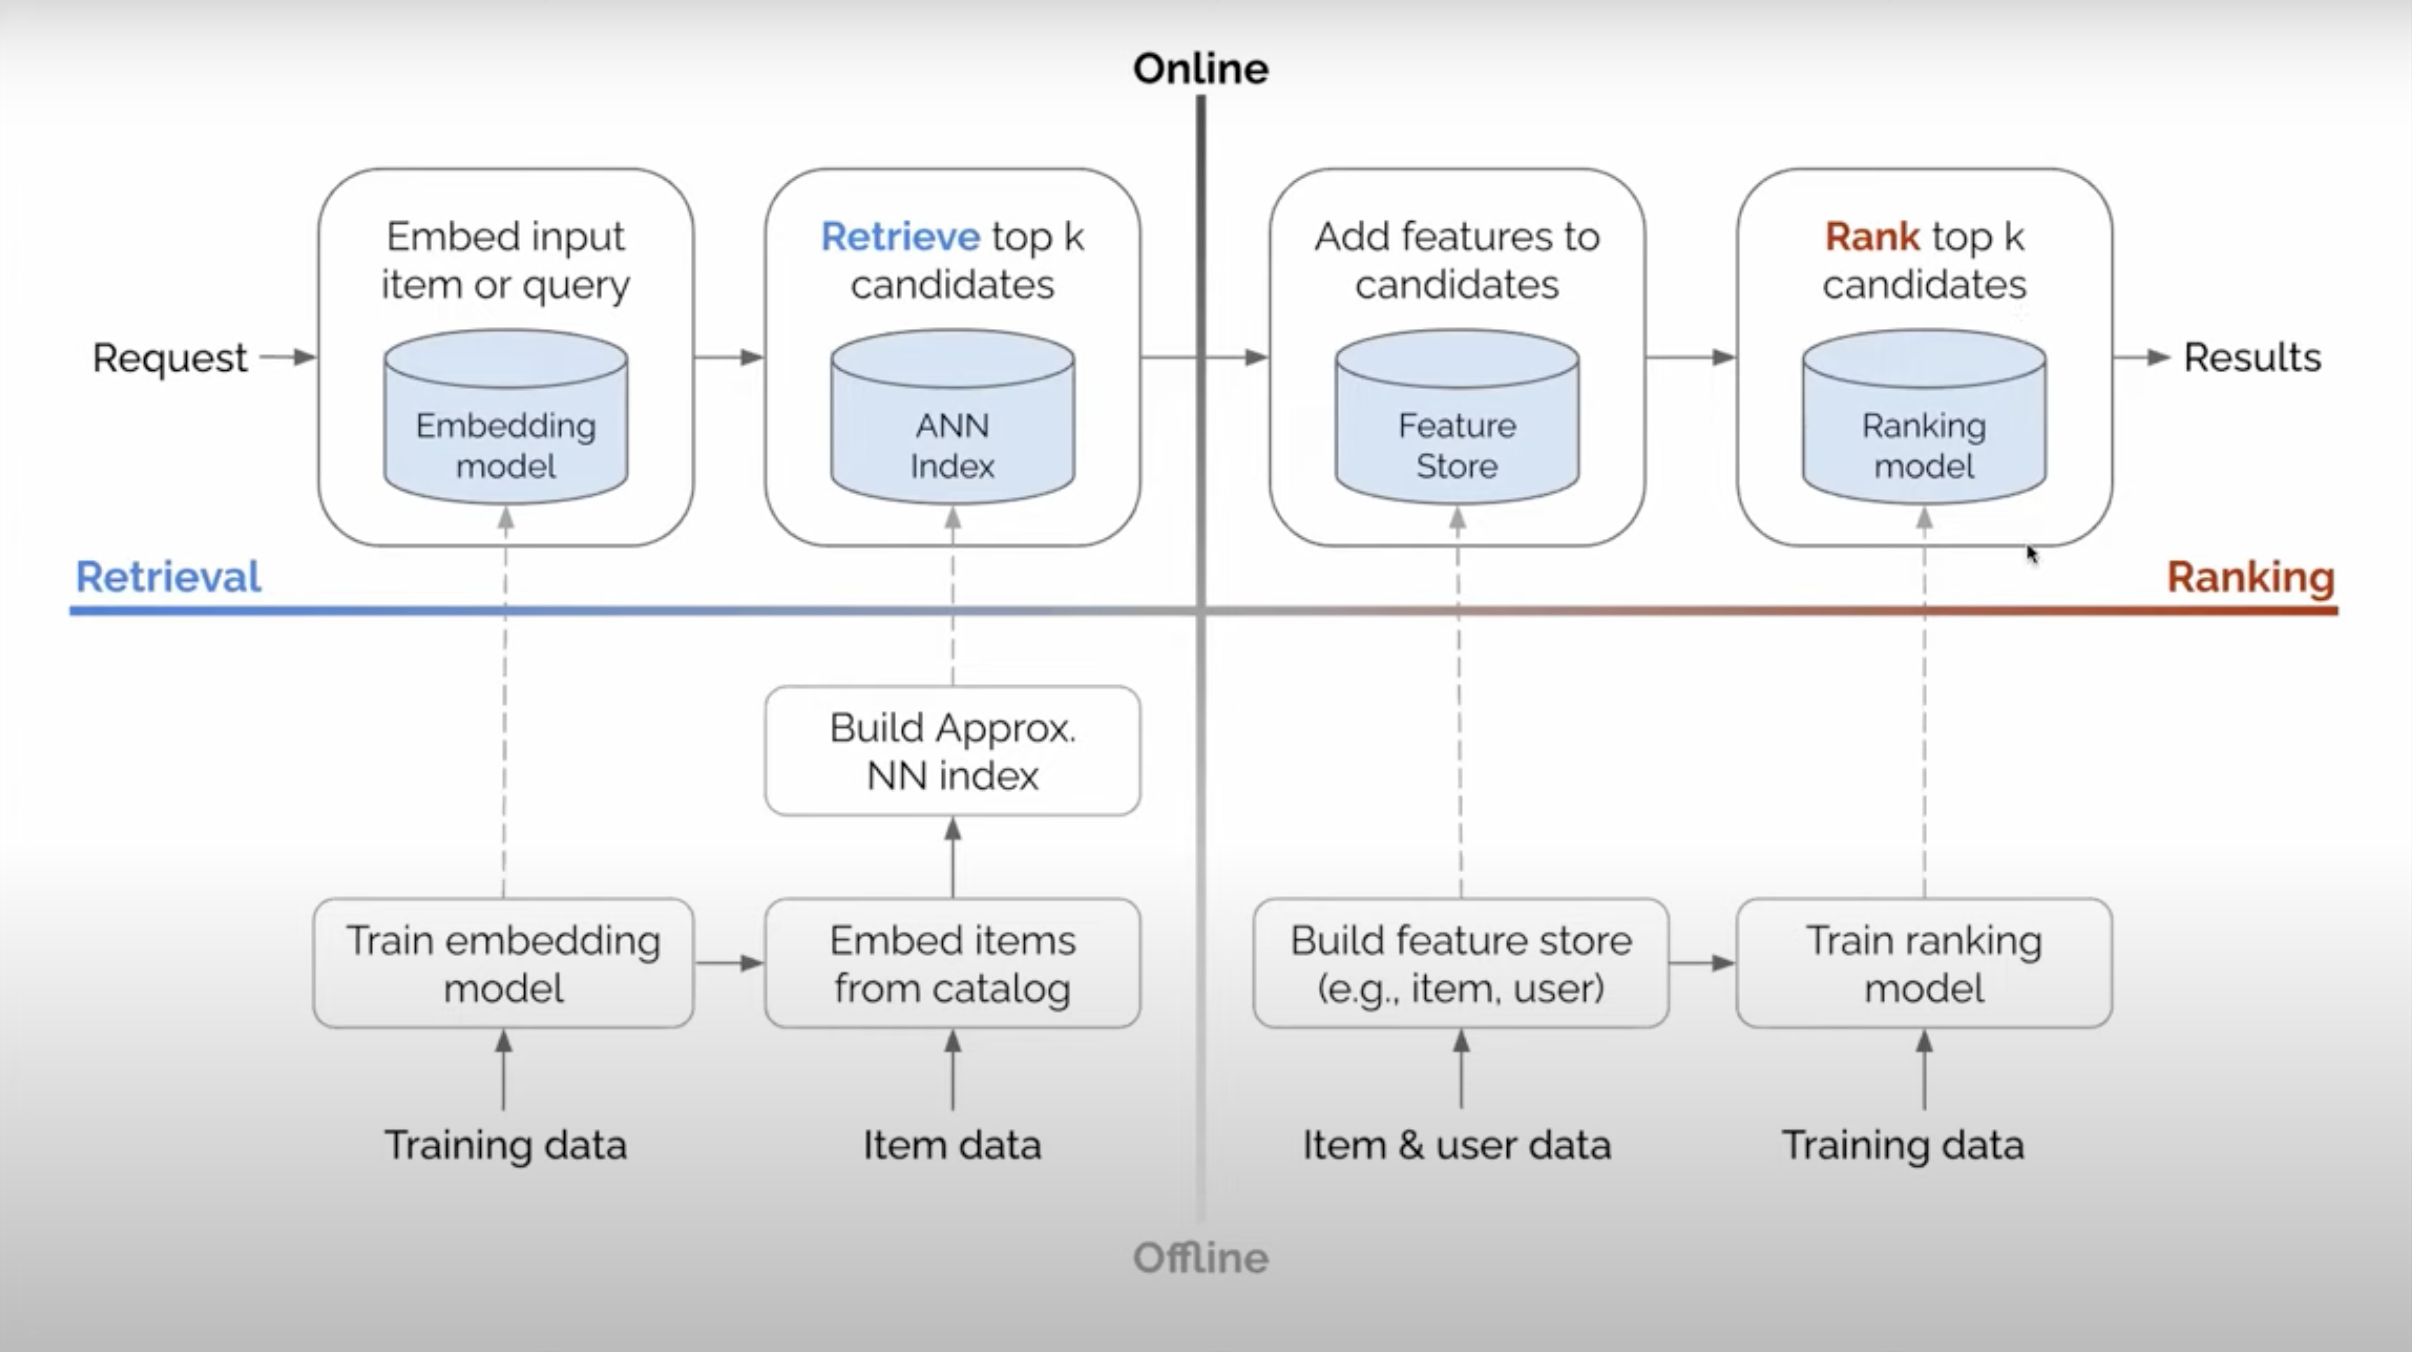 Online
Embed input
item or query
Retrieve top k
candidates
Add features to
candidates
Rank top k
candidates
Request
Embedding
model
ANN
Index
Feature
Store
Ranking
model
Results
Retrieval
Ranking
Build Approx.
NN index
Train embedding
model
Embed items
from catalog
Build feature store
(e.g., item, user)
Train ranking
model
Training data
Item data
Item & user data
Training data
Offline